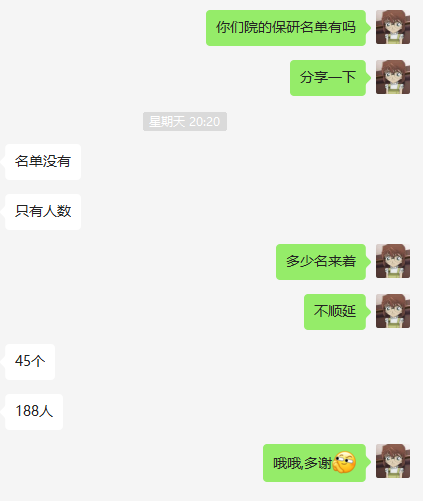 你们院的保研名单有吗
分享一下
星期天 20:20
名单没有
只有人数
多少名来着
不顺延
45个
188人
哦哦,多谢